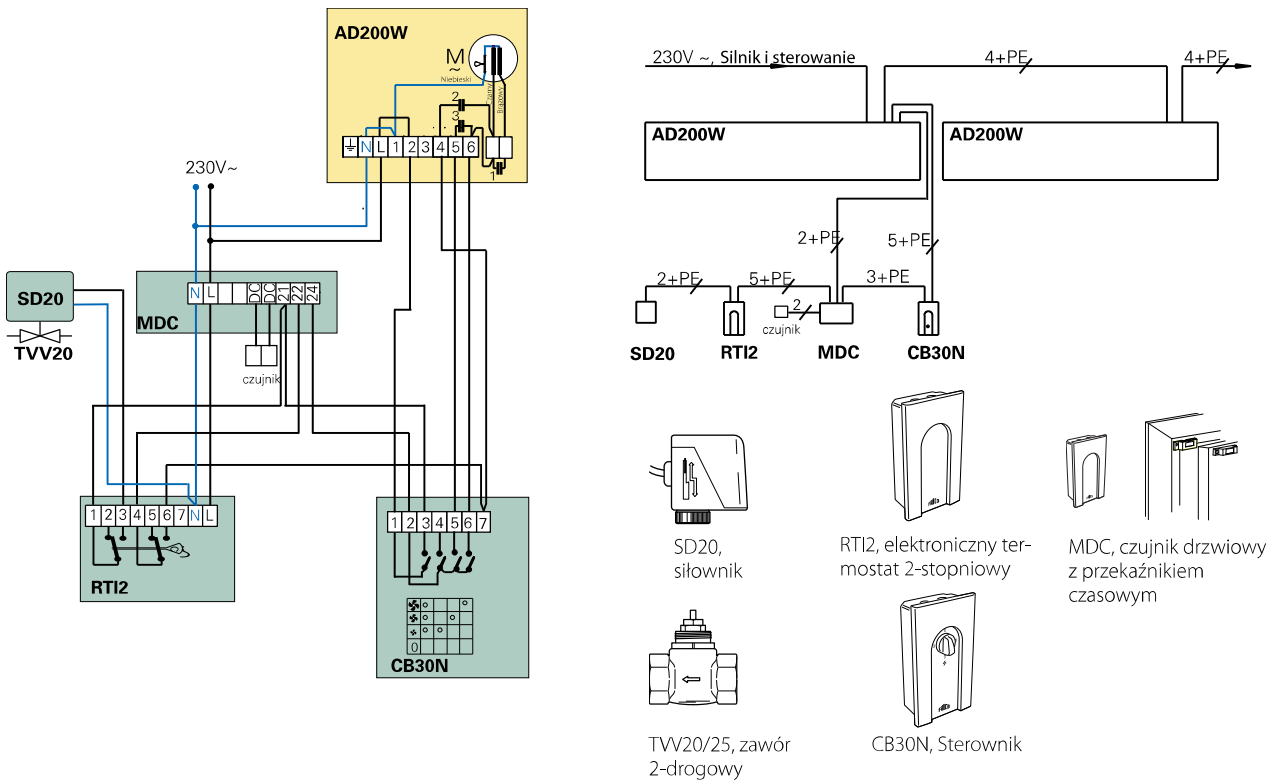 AD200W
M
~
Niebieski
Czarny
Brązowy
2
3
N L 1 2 3 4 5 6
1
230V~
SD20
TVV20
N L DC DC 21 22 24
MDC
czujnik
1 2 3 4 5 6 7 N L
RTI2
1 2 3 4 5 6 7
0
CB30N
230V ~, Silnik i sterowanie
4+PE
4+PE
AD200W
AD200W
2+PE
5+PE
2+PE
5+PE
3+PE
2
czujnik
SD20
RTI2
MDC
CB30N
SD20,
siłownik
RTI2, elektroniczny ter-
mostat 2-stopniowy
MDC, czujnik drzwiowy
z przekaźnikiem
czasowym
TVV20/25, zawór
2-drogowy
CB30N, Sterownik